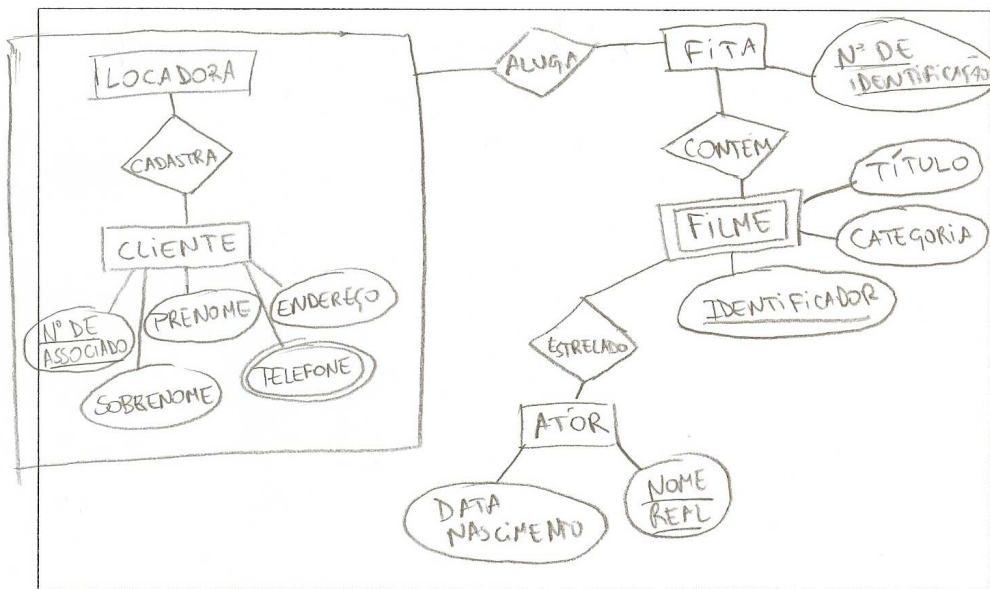 LOCADORA
CADASTRA
CLIENTE
Nº DE
ASSOCIADO
PRENOME
ENDEREÇO
SOBRENOME
TELEFONE
ALUGA
FITA
Nº DE
IDENTIFICAÇÃO
CONTÉM
FILME
TÍTULO
CATEGORIA
IDENTIFICADOR
ESTRELADO
ATÓR
DATA
NASCIMENTO
NOME
REAL